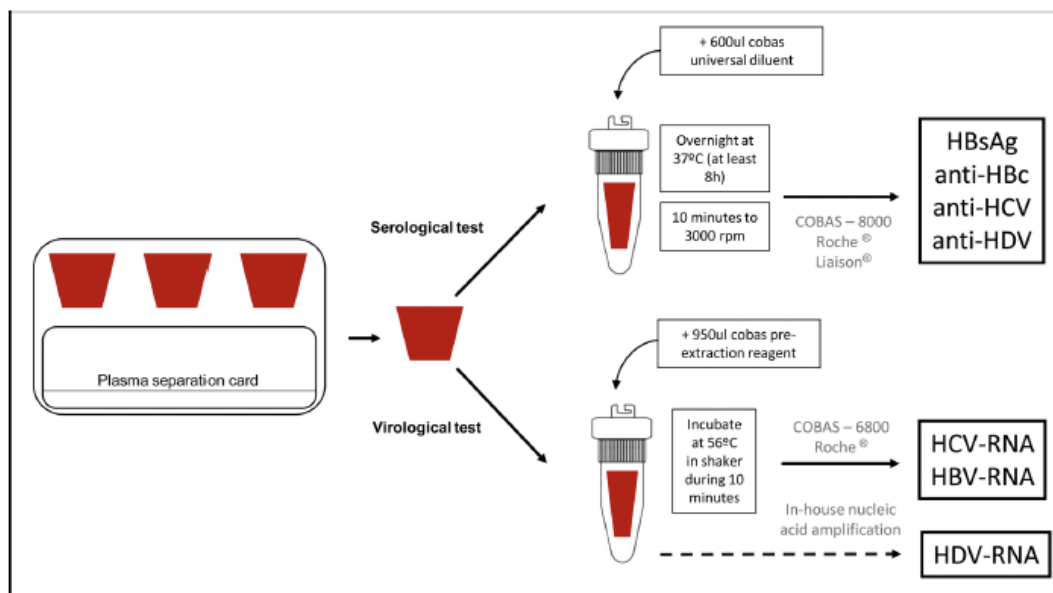 + 600ul cobas
universal diluent
Overnight at
37ºC (at least
8h)
10 minutes to
3000 rpm
COBAS – 8000
Roche ®
Liaison®
HBsAg
anti-HBc
anti-HCV
anti-HDV
Serological test
Plasma separation card
Virological test
+ 950ul cobas pre-
extraction reagent
Incubate
at 56ºC
in shaker
during 10
minutes
COBAS – 6800
Roche ®
HCV-RNA
HBV-RNA
In-house nucleic
acid amplification
HDV-RNA